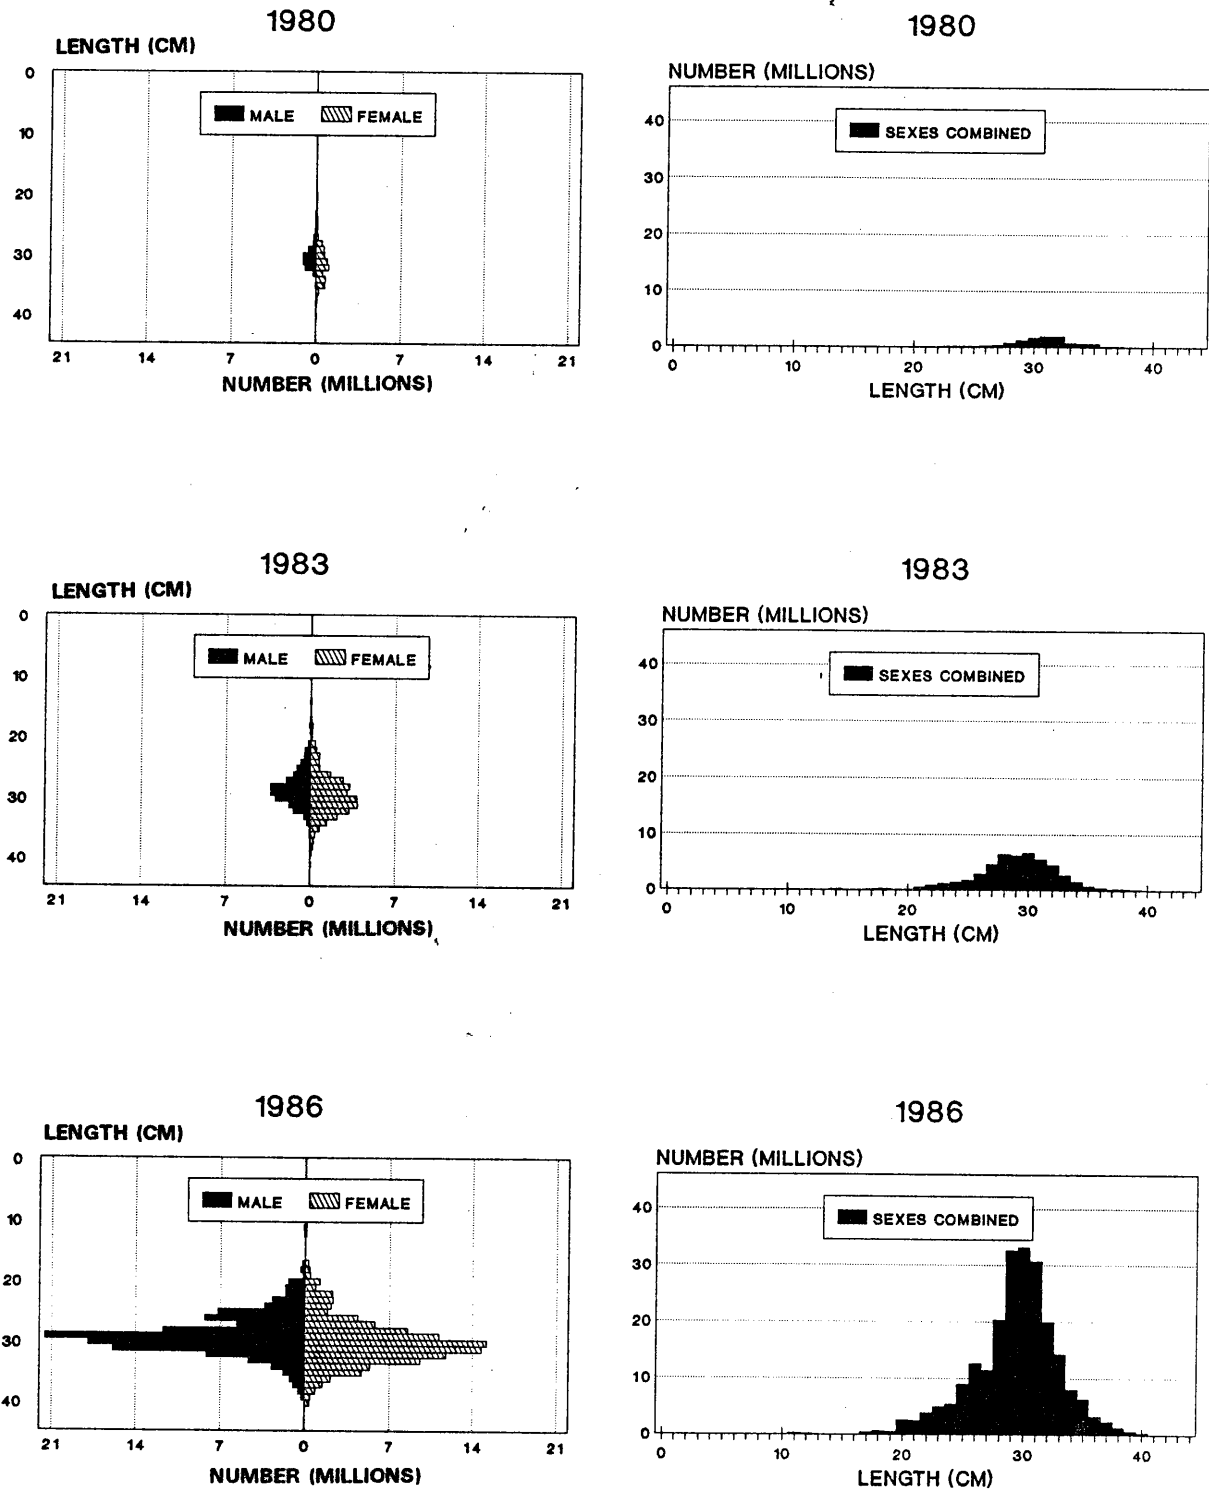 1980
LENGTH (CM)
0
MALE FEMALE
10
20
30
40
21 14 7 0 7 14 21
NUMBER (MILLIONS)
1980
NUMBER (MILLIONS)
40
SEXES COMBINED
30
20
10
0
0 10 20 30 40
LENGTH (CM)
1983
LENGTH (CM)
0
MALE FEMALE
10
20
30
40
21 14 7 0 7 14 21
NUMBER (MILLIONS)
1983
NUMBER (MILLIONS)
40
SEXES COMBINED
30
20
10
0
0 10 20 30 40
LENGTH (CM)
1986
LENGTH (CM)
0
MALE FEMALE
10
20
30
40
21 14 7 0 7 14 21
NUMBER (MILLIONS)
1986
NUMBER (MILLIONS)
40
SEXES COMBINED
30
20
10
0
0 10 20 30 40
LENGTH (CM)